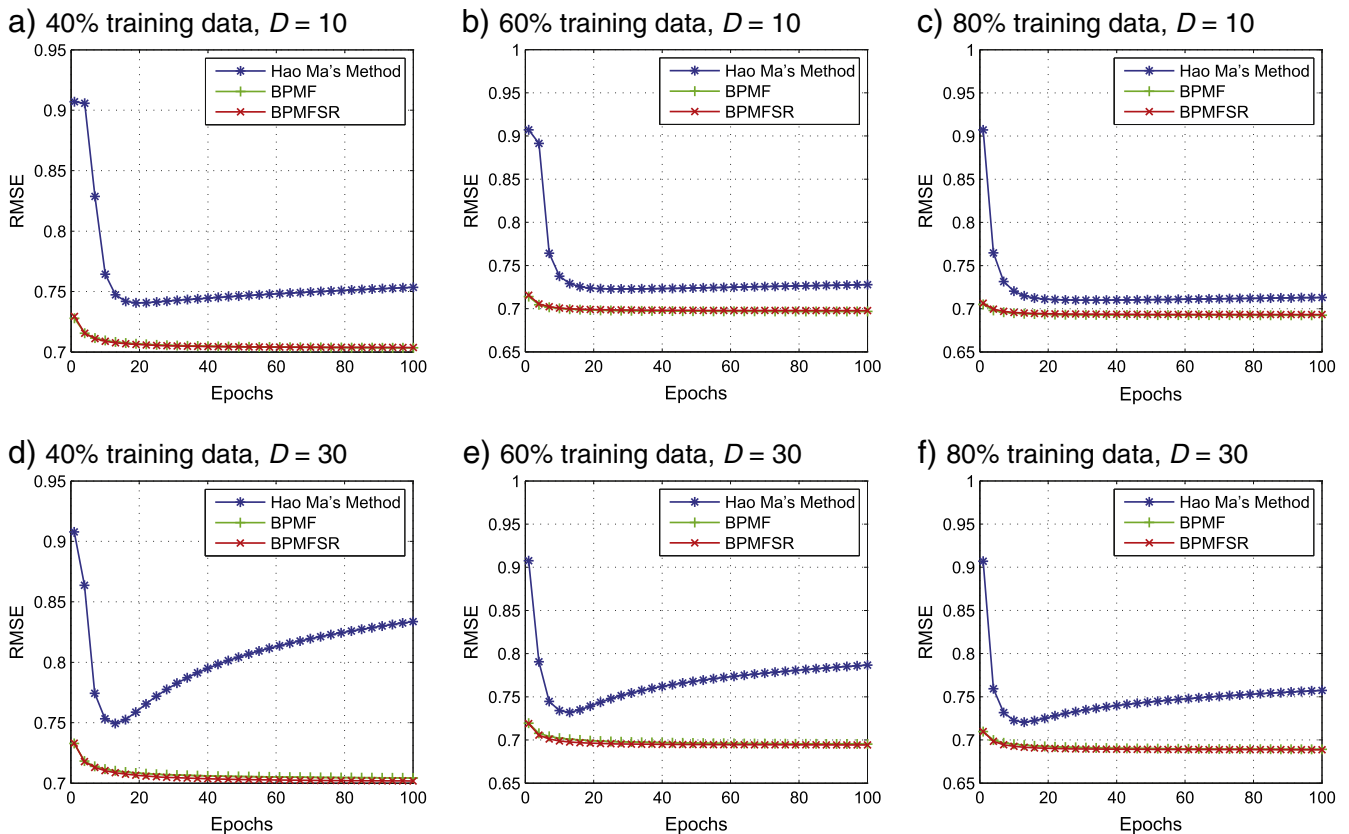 a) 40% training data, D = 10
0.95
0.9
0.85
0.8
0.75
0.7
RMSE
0 20 40 60 80 100
Epochs
Hao Ma's Method
BPMF
BPMFSR
b) 60% training data, D = 10
1
0.95
0.9
0.85
0.8
0.75
0.7
0.65
RMSE
0 20 40 60 80 100
Epochs
Hao Ma's Method
BPMF
BPMFSR
c) 80% training data, D = 10
1
0.95
0.9
0.85
0.8
0.75
0.7
0.65
RMSE
0 20 40 60 80 100
Epochs
Hao Ma's Method
BPMF
BPMFSR
d) 40% training data, D = 30
0.95
0.9
0.85
0.8
0.75
0.7
RMSE
0 20 40 60 80 100
Epochs
Hao Ma's Method
BPMF
BPMFSR
e) 60% training data, D = 30
1
0.95
0.9
0.85
0.8
0.75
0.7
0.65
RMSE
0 20 40 60 80 100
Epochs
Hao Ma's Method
BPMF
BPMFSR
f) 80% training data, D = 30
1
0.95
0.9
0.85
0.8
0.75
0.7
0.65
RMSE
0 20 40 60 80 100
Epochs
Hao Ma's Method
BPMF
BPMFSR